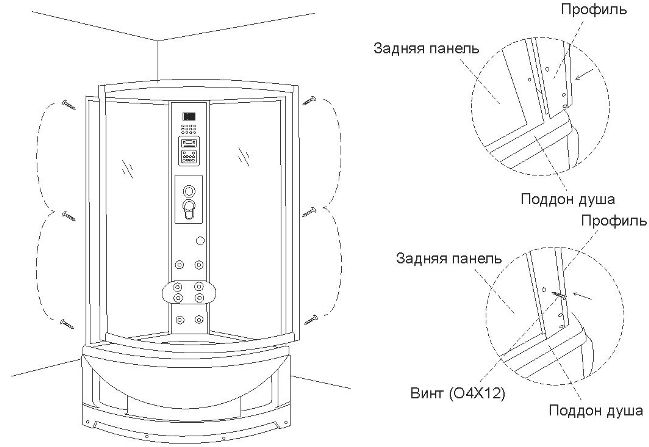 Профиль
Задняя панель
Поддон душа
Профиль
Задняя панель
Винт (О4Х12)
Поддон душа